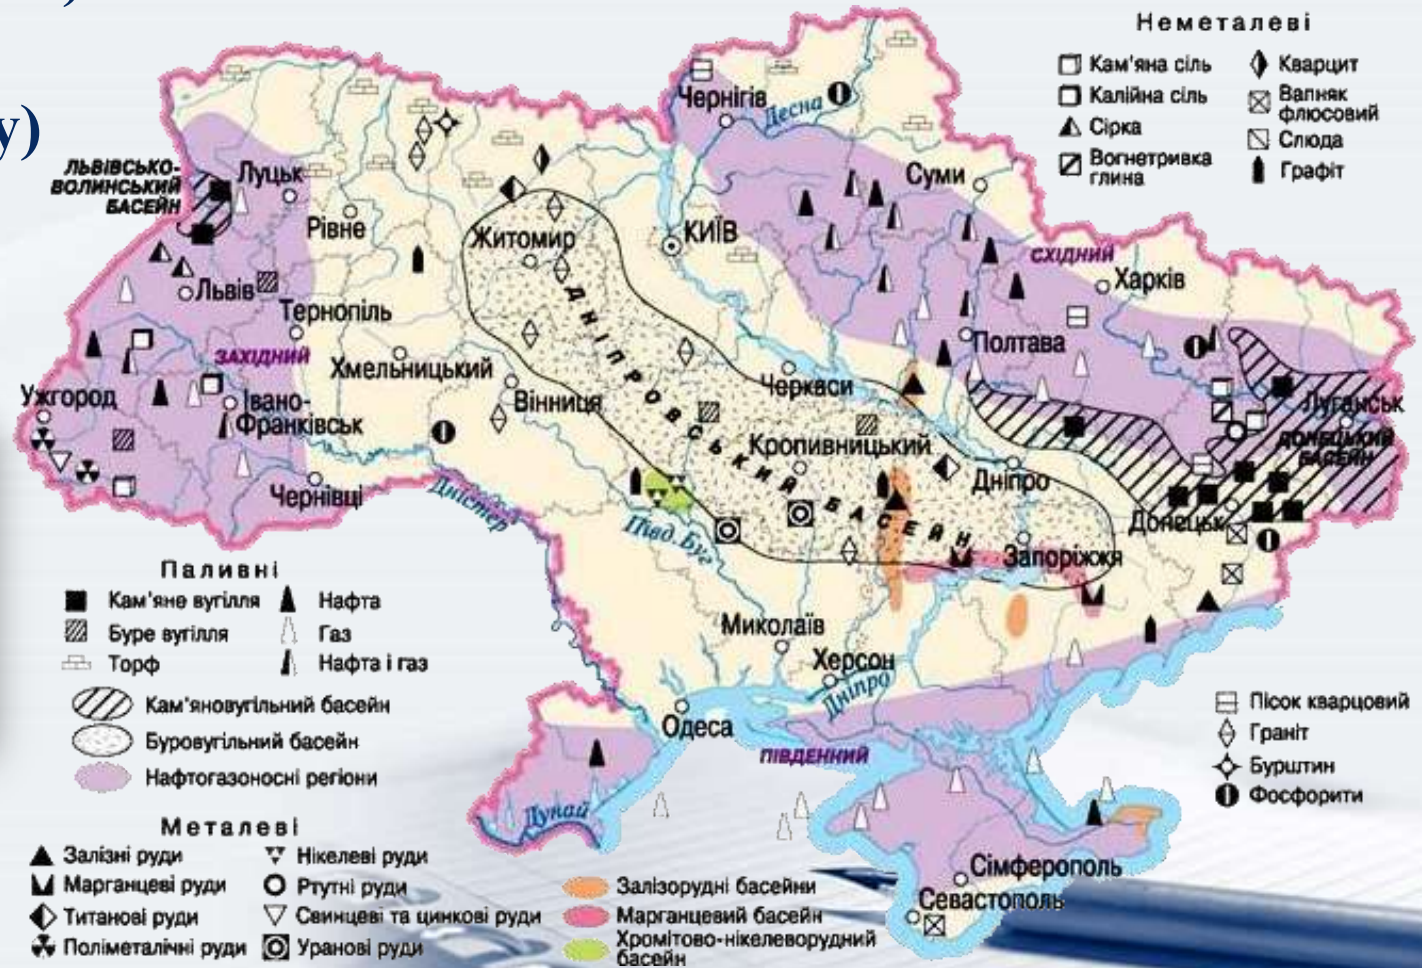 у)
Неметалеві
Кам'яна сіль
Калійна сіль
Сірка
Вогнетривка
глина
Кварцит
Вапняк
флюсовий
Слюда
Графіт
Чернігів
Десна
ЛЬВІВСЬКО-
ВОЛИНСЬКИЙ
БАСЕЙН
Луцьк
Рівне
Житомир
КИЇВ
Суми
СХІДНИЙ
Харків
Львів
Тернопіль
ЗАХІДНИЙ
Хмельницький
Полтава
Ужгород
Івано-
Франківськ
Вінниця
Черкаси
Луганськ
ДОНЕЦЬКИЙ
БАСЕЙН
ДНІПРОВСЬКИЙ БАСЕЙН
Кропивницький
Дніпро
Чернівці
Дністер
Півд. Буг
Донецьк
Запоріжжя
Миколаїв
Херсон
Дніпро
Одеса
ПІВДЕННИЙ
Дунай
Сімферополь
Севастополь
Паливні
Кам'яне вугілля
Буре вугілля
Торф
Нафта
Газ
Нафта і газ
Кам'яновугільний басейн
Буровугільний басейн
Нафтогазоносні регіони
Пісок кварцовий
Граніт
Бурштин
Фосфорити
Металеві
Залізні руди
Марганцеві руди
Титанові руди
Поліметалічні руди
Нікелеві руди
Ртутні руди
Свинцеві та цинкові руди
Уранові руди
Залізорудні басейни
Марганцевий басейн
Хромітово-нікелеворудний
басейн